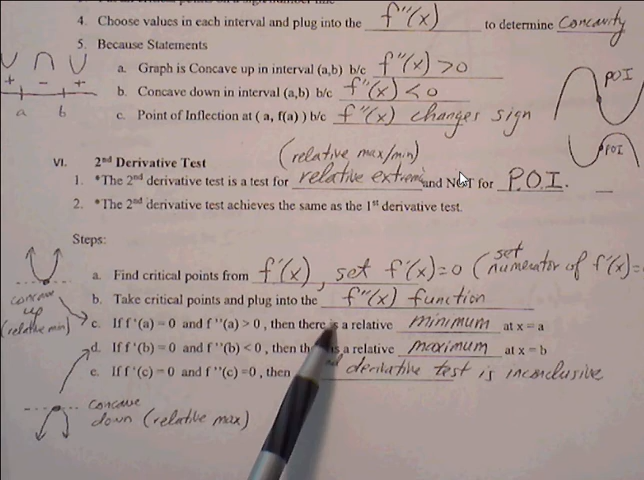 4. Choose values in each interval and plug into the f''(x) to determine concavity
5. Because Statements
a. Graph is Concave up in interval (a,b) b/c f''(x) > 0
b. Concave down in interval (a,b) b/c f''(x) < 0
c. Point of Inflection at ( a, f(a) ) b/c f''(x) changes sign
+ - +
a b
POI
POI
VI. 2nd Derivative Test
(relative max/min)
1. *The 2nd derivative test is a test for relative extrema and NOT for P.O.I.
2. *The 2nd derivative test achieves the same as the 1st derivative test.
Steps:
a. Find critical points from f'(x), set f'(x)=0 (set numerator of f'(x)=
b. Take critical points and plug into the f''(x) function
c. If f '(a) = 0 and f ''(a) > 0 , then there is a relative minimum at x = a
d. If f '(b) = 0 and f ''(b) < 0 , then is a relative maximum at x = b
e. If f '(c) = 0 and f ''(c) =0 , then derivative test is inconclusive
concave
up
(relative min)
concave
down (relative max)